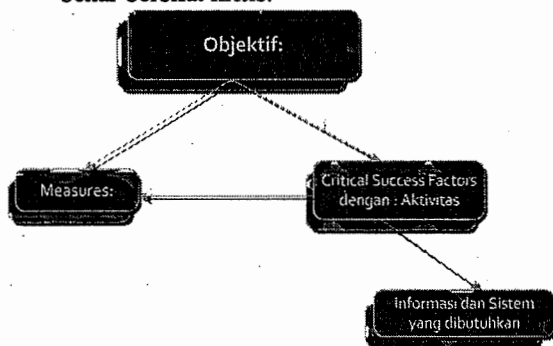 Objektif:
Measures:
Critical Success Factors
dengan : Aktivitas
Informasi dan Sistem
yang dibutuhkan